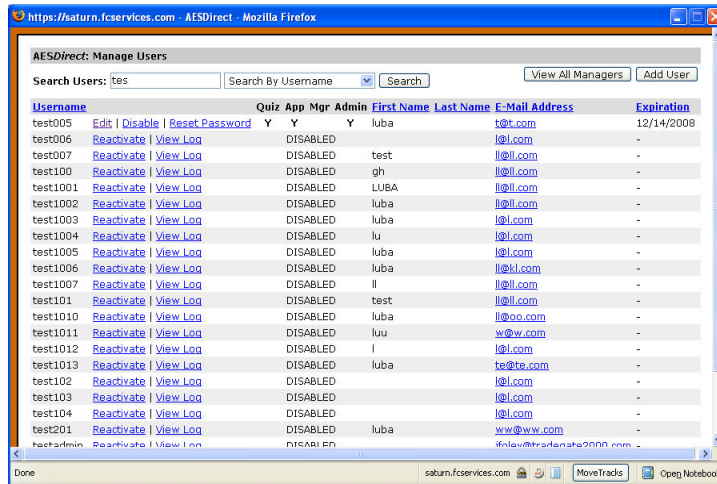 https://saturn.fcservices.com - AESDirect - Mozilla Firefox
AESDirect: Manage Users
Search Users: tes Search By Username Search View All Managers Add User
Username Quiz App Mgr Admin First Name Last Name E-Mail Address Expiration
test005 Edit | Disable | Reset Password Y Y Y luba t@t.com 12/14/2008
test006 Reactivate | View Log DISABLED l@l.com -
test007 Reactivate | View Log DISABLED test ll@ll.com -
test100 Reactivate | View Log DISABLED gh ll@ll.com -
test1001 Reactivate | View Log DISABLED LUBA ll@ll.com -
test1002 Reactivate | View Log DISABLED luba ll@ll.com -
test1003 Reactivate | View Log DISABLED luba l@l.com -
test1004 Reactivate | View Log DISABLED lu l@l.com -
test1005 Reactivate | View Log DISABLED luba l@l.com -
test1006 Reactivate | View Log DISABLED luba ll@kl.com -
test1007 Reactivate | View Log DISABLED ll ll@ll.com -
test101 Reactivate | View Log DISABLED test ll@ll.com -
test1010 Reactivate | View Log DISABLED luba ll@oo.com -
test1011 Reactivate | View Log DISABLED luu w@w.com -
test1012 Reactivate | View Log DISABLED l l@l.com -
test1013 Reactivate | View Log DISABLED luba te@te.com -
test102 Reactivate | View Log DISABLED l@l.com -
test103 Reactivate | View Log DISABLED l@l.com -
test104 Reactivate | View Log DISABLED l@l.com -
test201 Reactivate | View Log DISABLED luba ww@ww.com -
testadmin Reactivate | View Log DISABLED ifoley@tradegate2000.com -
Done saturn.fcservices.com MoveTracks Open Notebook